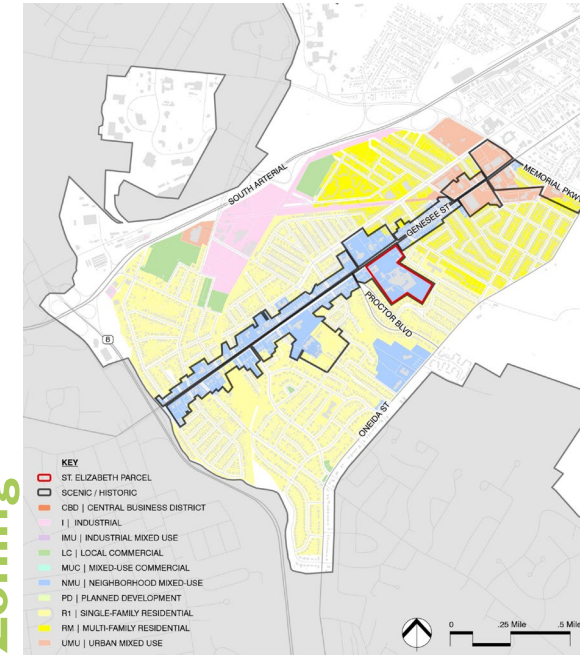 Zoning
SOUTH ARTERIAL
MEMORIAL PKWY
GENESEE ST
PROCTOR BLVD
ONEIDA ST
8
KEY
ST. ELIZABETH PARCEL
SCENIC / HISTORIC
CBD | CENTRAL BUSINESS DISTRICT
I | INDUSTRIAL
IMU | INDUSTRIAL MIXED USE
LC | LOCAL COMMERCIAL
MUC | MIXED-USE COMMERCIAL
NMU | NEIGHBORHOOD MIXED-USE
PD | PLANNED DEVELOPMENT
R1 | SINGLE-FAMILY RESIDENTIAL
RM | MULTI-FAMILY RESIDENTIAL
UMU | URBAN MIXED USE
0 .25 Mile .5 Mile